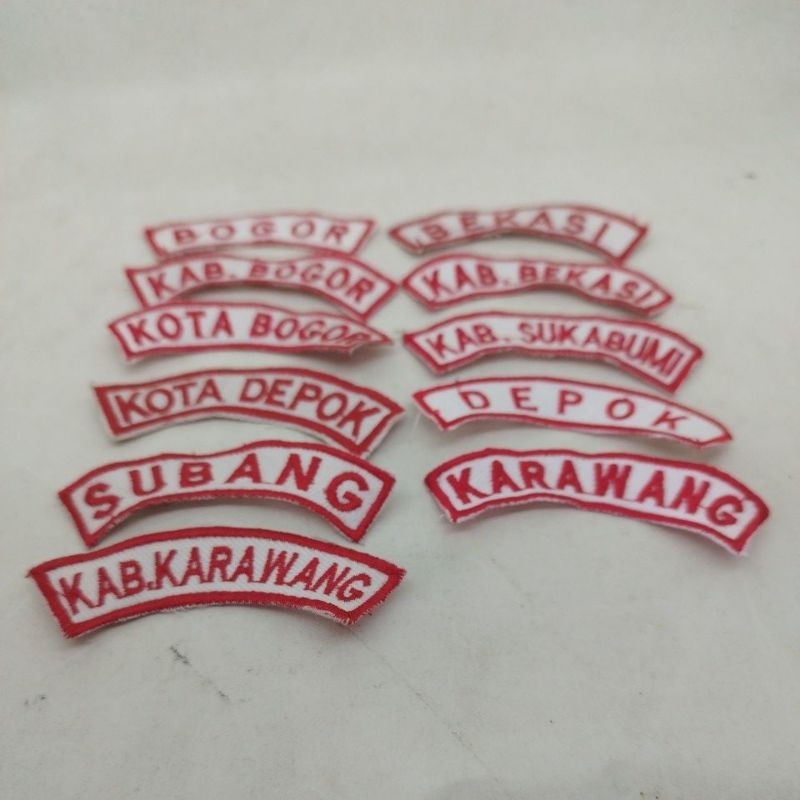 BOGOR
KAB. BOGOR
KOTA BOGOR
KOTA DEPOK
SUBANG
KAB.KARAWANG
BEKASI
KAB. BEKASI
KAB. SUKABUMI
DEPOK
KARAWANG